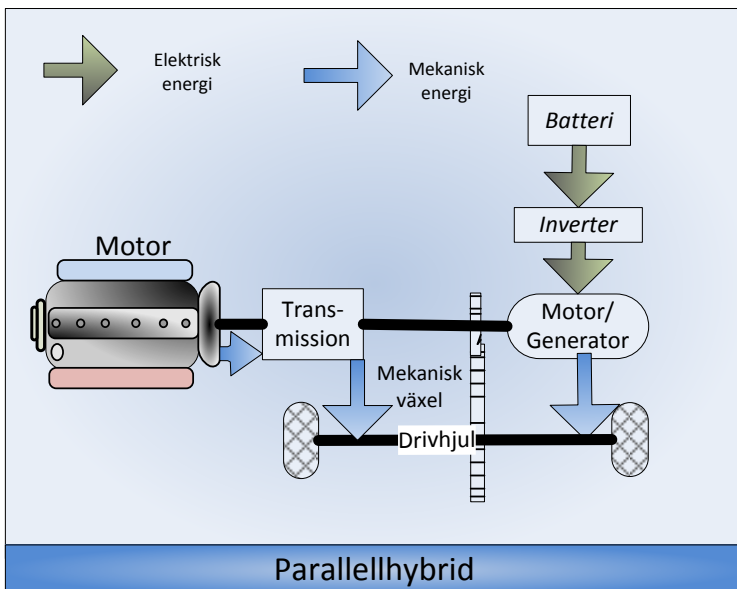 Elektrisk
energi
Mekanisk
energi
Batteri
Inverter
Motor
Trans-
mission
Motor/
Generator
Mekanisk
växel
Drivhjul
Parallellhybrid